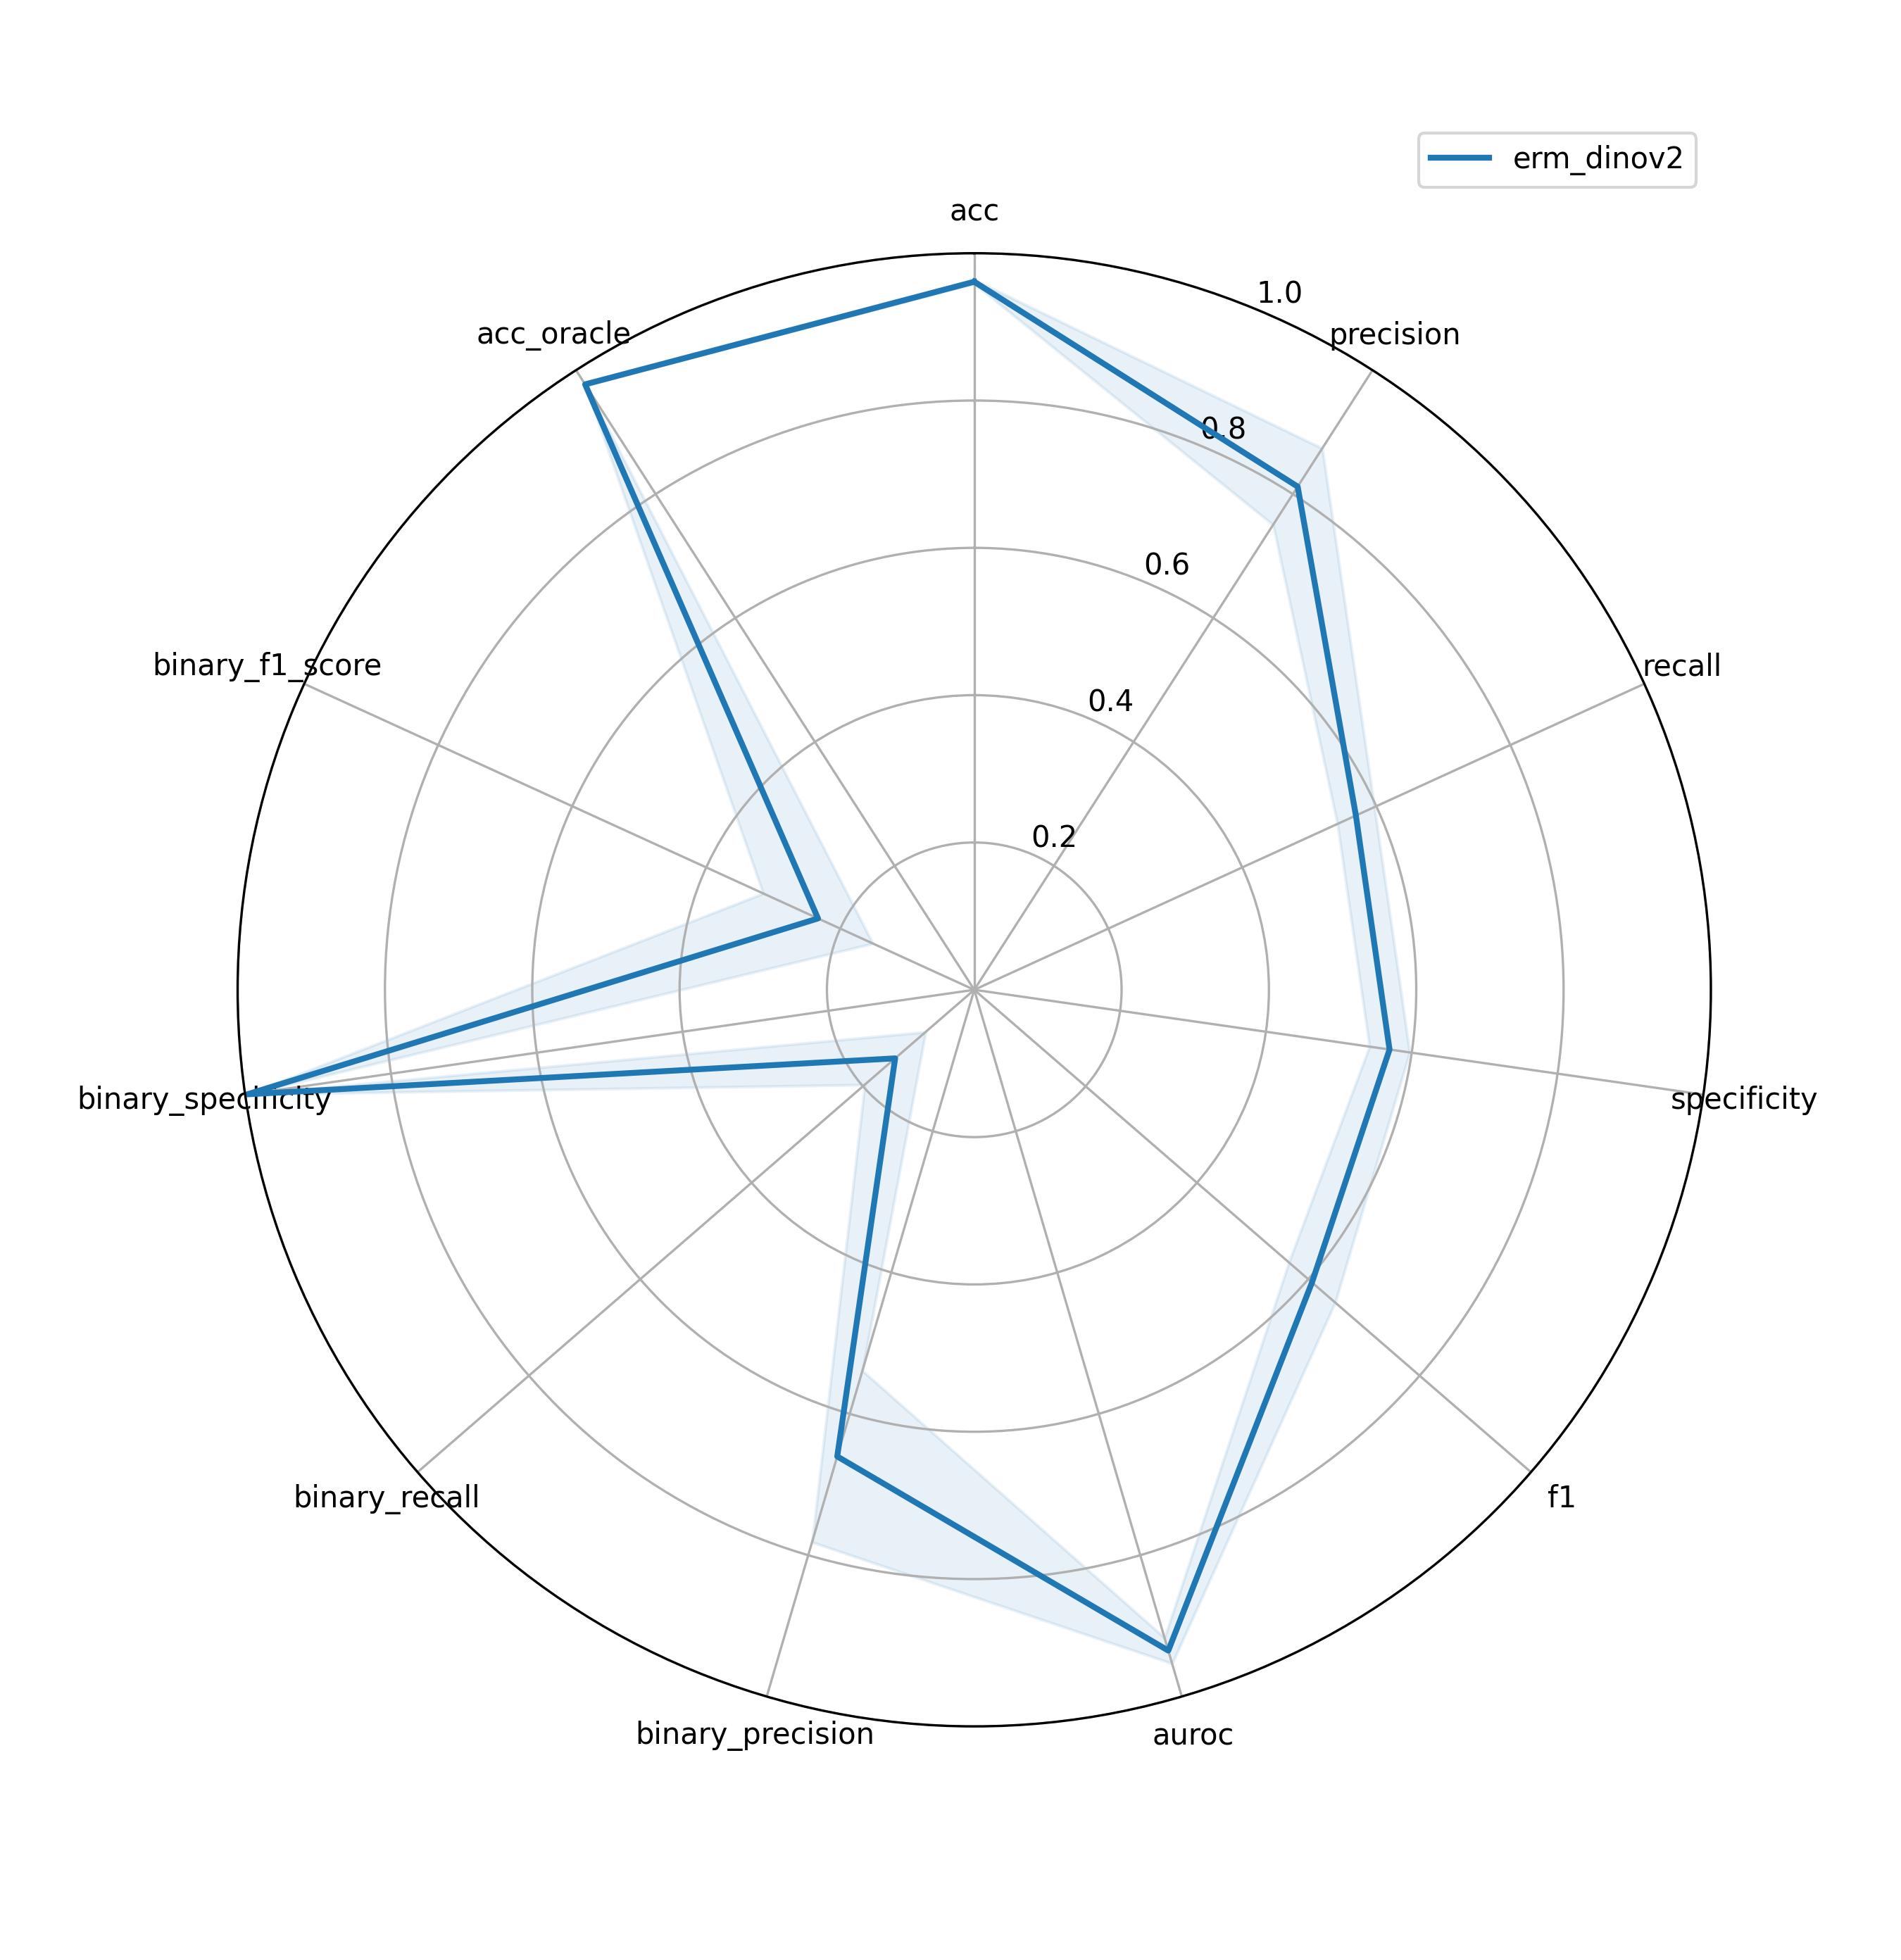 erm_dinov2
acc
1.0
acc_oracle
precision
0.8
0.6
binary_f1_score
recall
0.4
0.2
binary_specificity
specificity
binary_recall
f1
binary_precision
auroc